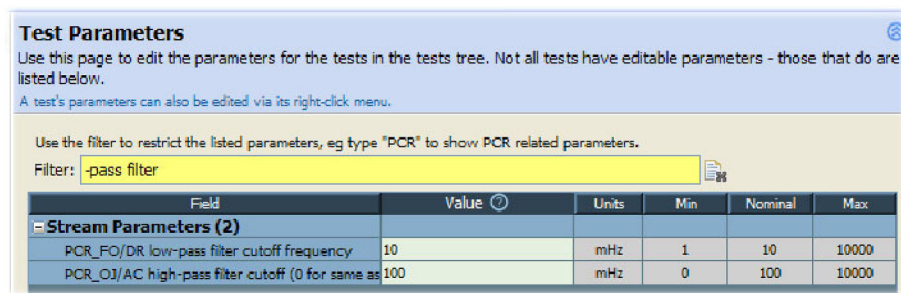 Test Parameters
Use this page to edit the parameters for the tests in the tests tree. Not all tests have editable parameters - those that do are
listed below.
A test's parameters can also be edited via its right-click menu.
Use the filter to restrict the listed parameters, eg type "PCR" to show PCR related parameters.
Filter: -pass filter
Field Value ? Units Min Nominal Max
Stream Parameters (2)
PCR_FO/DR low-pass filter cutoff frequency 10 mHz 1 10 10000
PCR_OJ/AC high-pass filter cutoff (0 for same as 100 mHz 0 100 10000